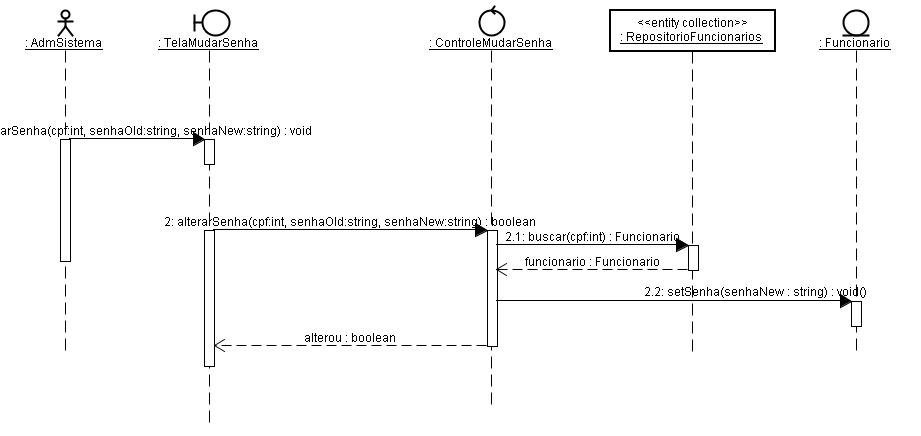 <<entity collection>>
: AdmSistema
: TelaMudarSenha
: ControleMudarSenha
: RepositorioFuncionarios
: Funcionario
arSenha(cpf:int, senhaOld:string, senhaNew:string) : void
2: alterarSenha(cpf:int, senhaOld:string, senhaNew:string) : boolean
2.1: buscar(cpf:int) : Funcionario
funcionario : Funcionario
2.2: setSenha(senhaNew : string) : void()
alterou : boolean